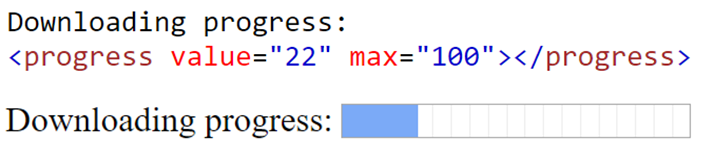 Downloading progress:
<progress value="22" max="100"></progress>
Downloading progress: